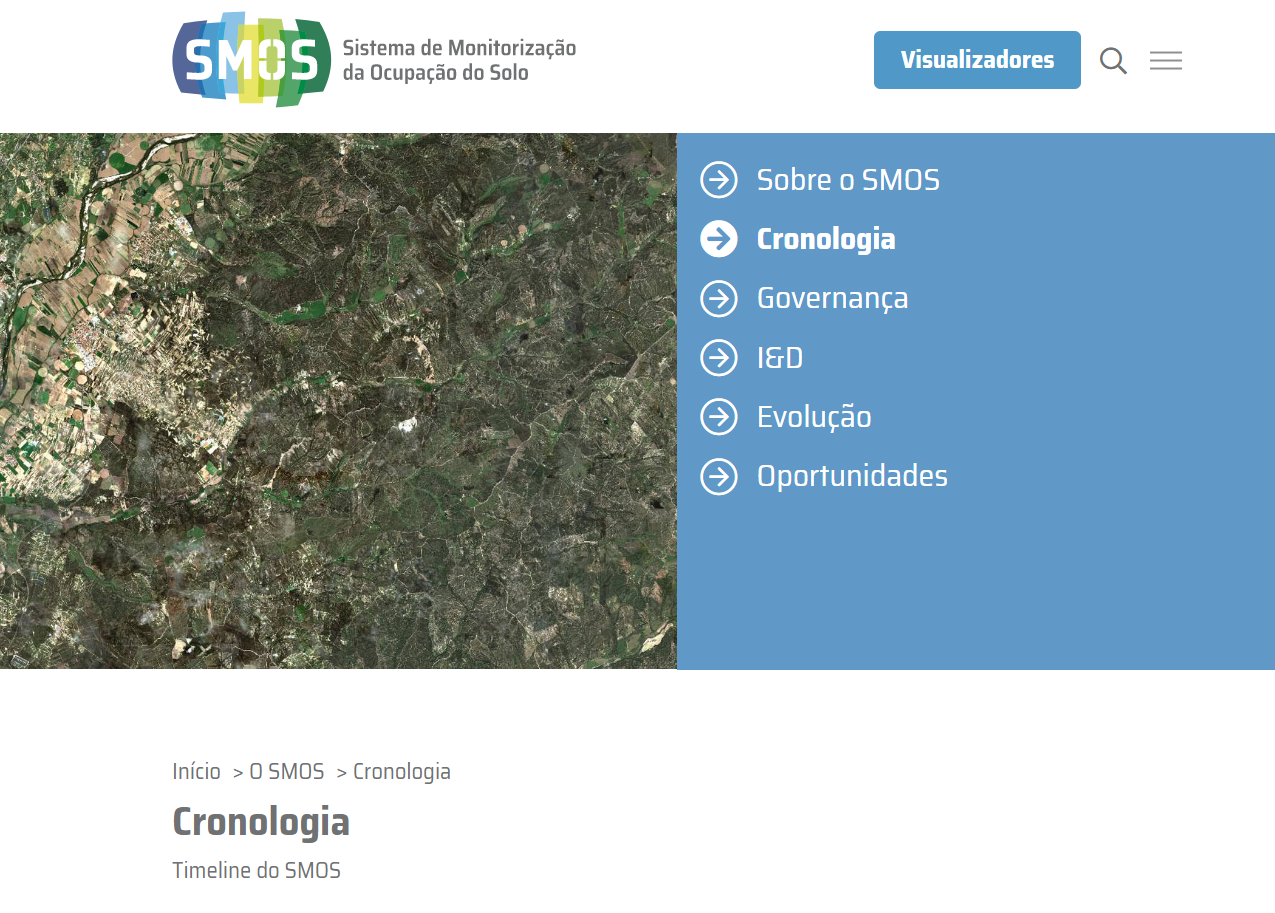 SMOS
Sistema de Monitorização
da Ocupação do Solo
Visualizadores
Sobre o SMOS
Cronologia
Governança
I&D
Evolução
Oportunidades
Início > O SMOS > Cronologia
Cronologia
Timeline do SMOS